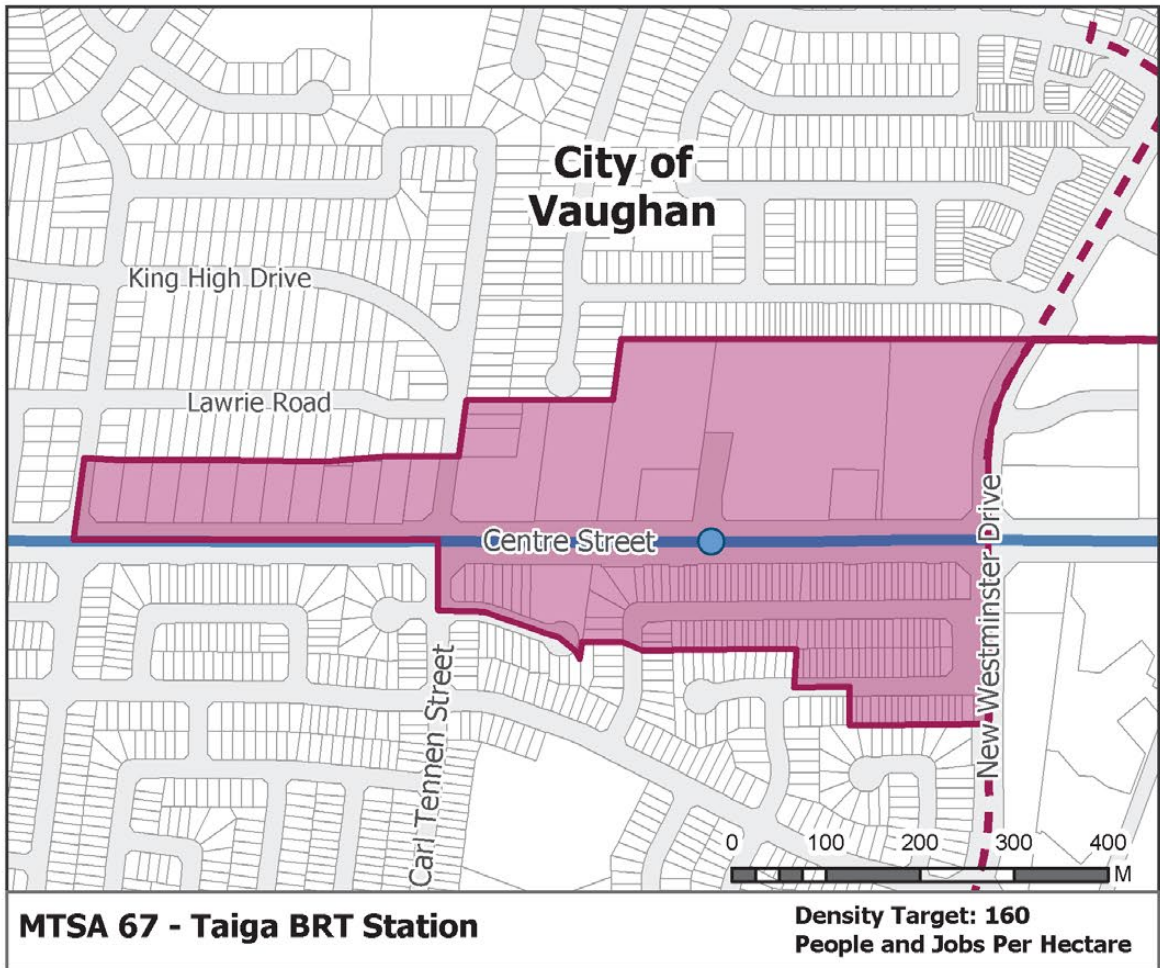 City of
Vaughan
King High Drive
Lawrie Road
Centre Street
New Westminster Drive
Carl Tennen Street
0 100 200 300 400
M
MTSA 67 - Taiga BRT Station
Density Target: 160
People and Jobs Per Hectare